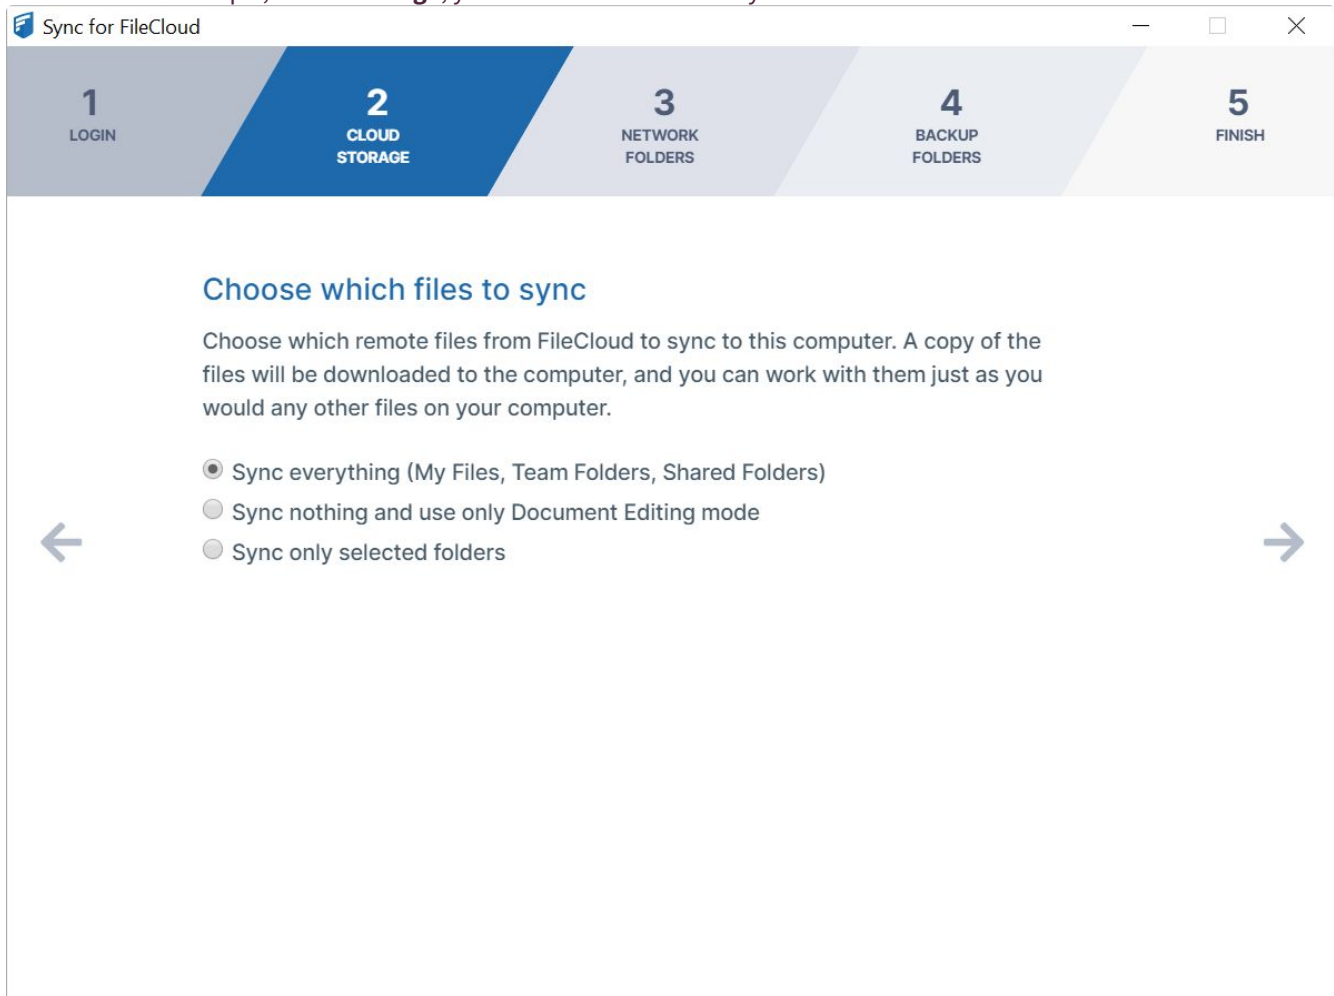 Sync for FileCloud
1
LOGIN
2
CLOUD
STORAGE
3
NETWORK
FOLDERS
4
BACKUP
FOLDERS
5
FINISH
Choose which files to sync
Choose which remote files from FileCloud to sync to this computer. A copy of the
files will be downloaded to the computer, and you can work with them just as you
would any other files on your computer.
Sync everything (My Files, Team Folders, Shared Folders)
Sync nothing and use only Document Editing mode
Sync only selected folders